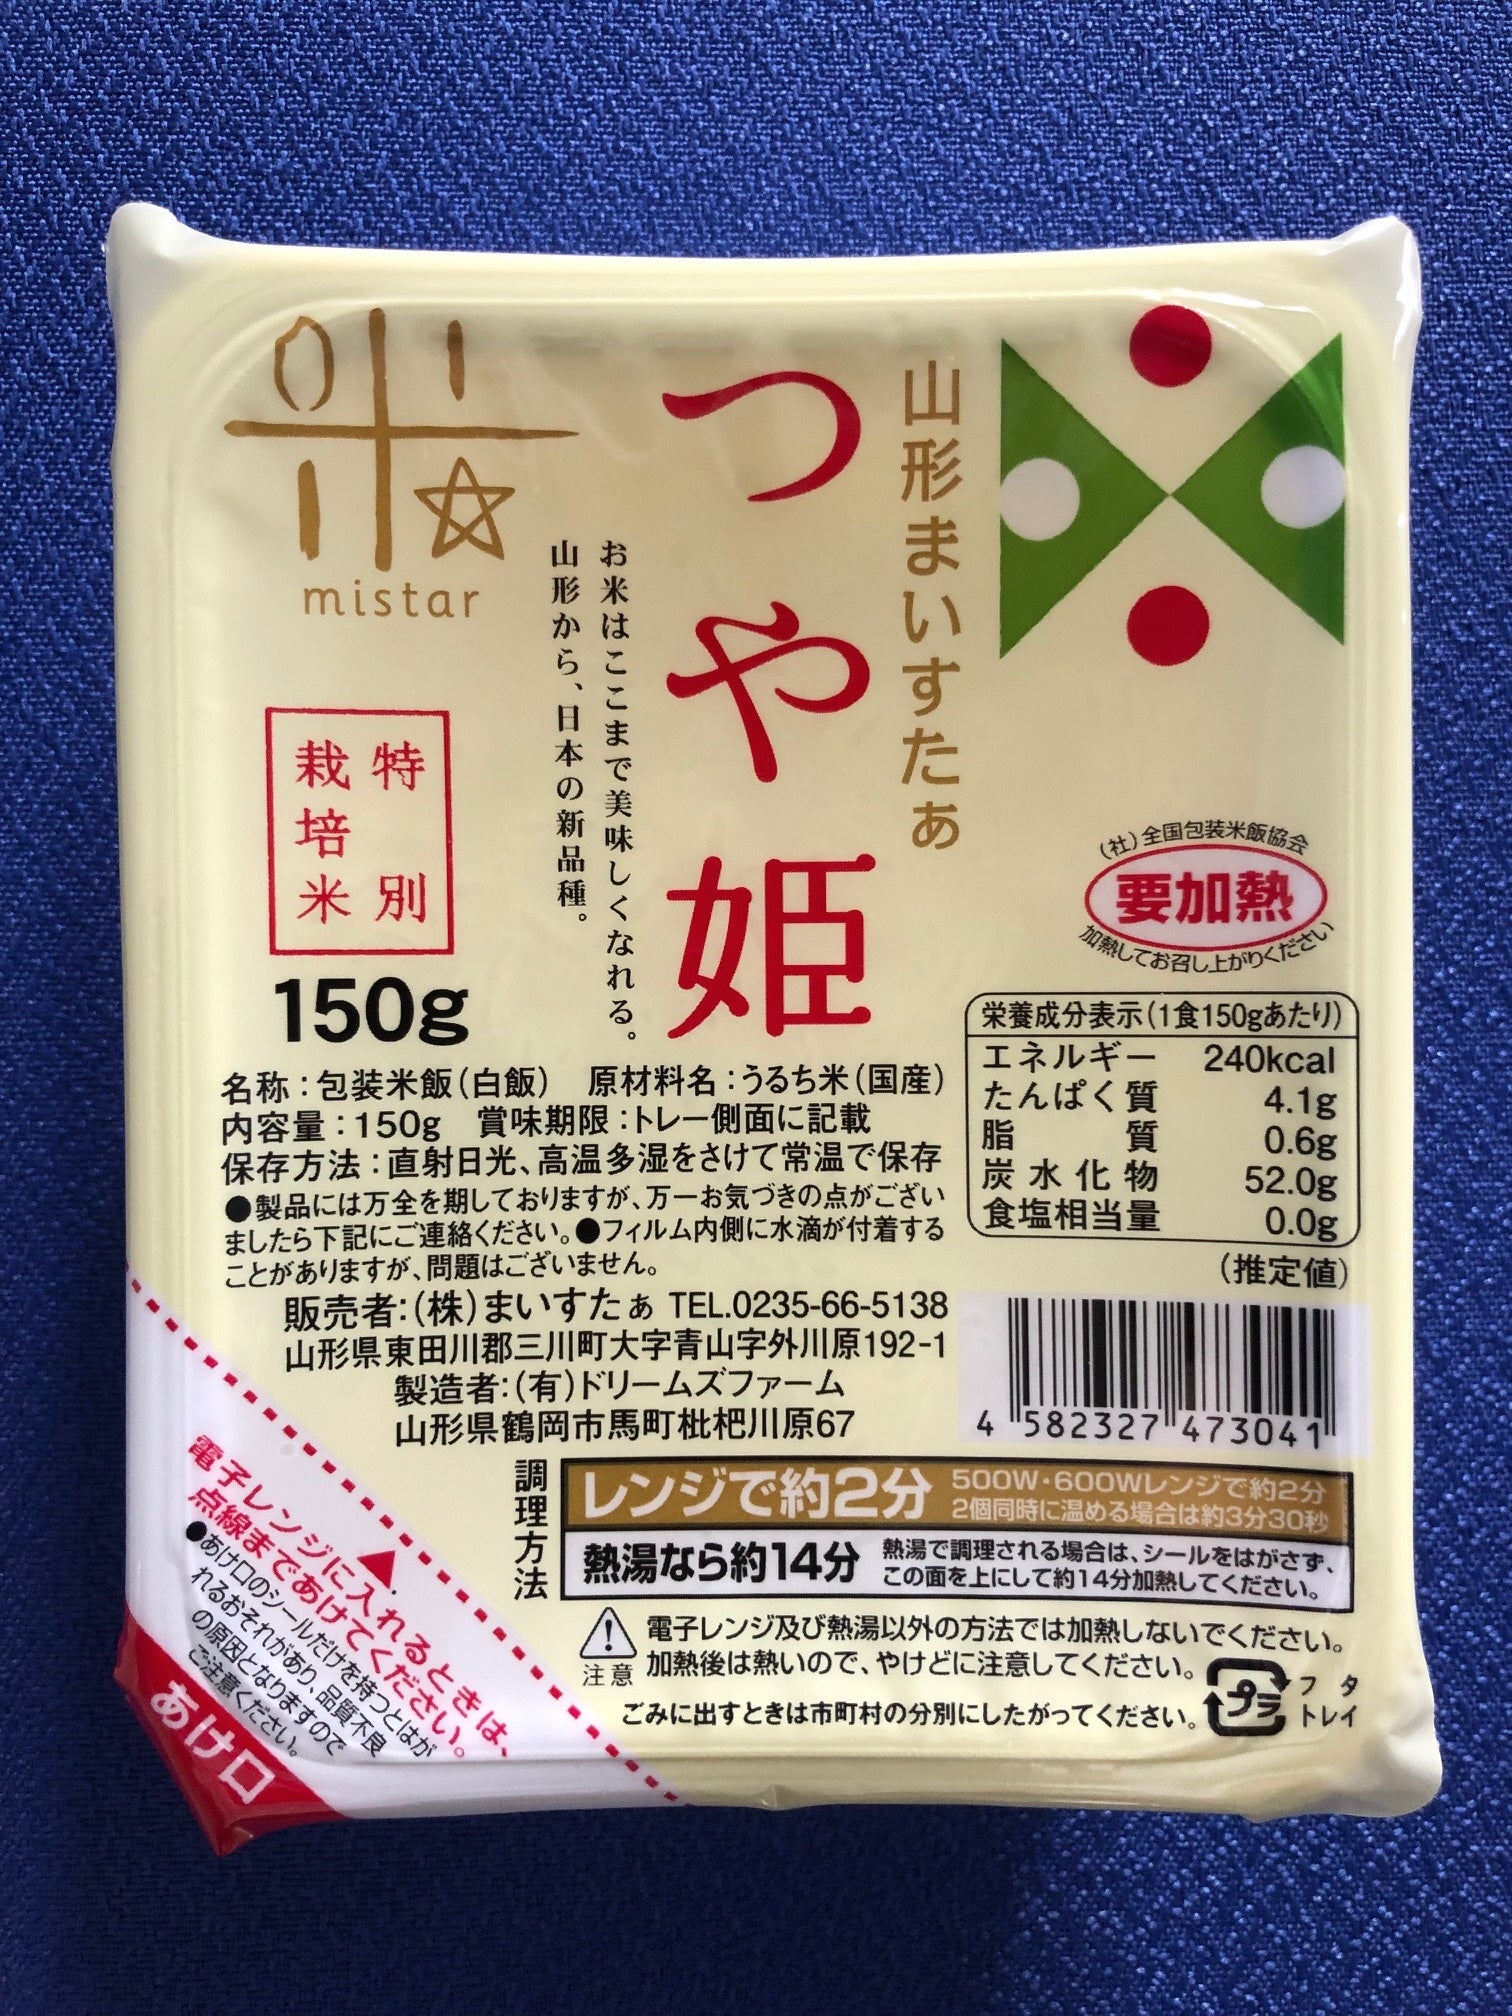 mistar
山形まいすたぁ
つや姫
お米はここまで美味しくなれる。
山形から、日本の新品種。
特別
栽培米
150g
(社)全国包装米飯協会
要加熱
加熱してお召し上がりください
栄養成分表示(1食150gあたり)
エネルギー 240kcal
たんぱく質 4.1g
脂質 0.6g
炭水化物 52.0g
食塩相当量 0.0g
(推定値)
名称:包装米飯(白飯) 原材料名:うるち米(国産)
内容量:150g 賞味期限:トレー側面に記載
保存方法:直射日光、高温多湿をさけて常温で保存
●製品には万全を期しておりますが、万一お気づきの点がござい
ましたら下記にご連絡ください。●フィルム内側に水滴が付着する
ことがありますが、問題はございません。
販売者:(株)まいすたぁ TEL.0235-66-5138
山形県東田川郡三川町大字青山字外川原192-1
製造者:(有)ドリームズファーム
山形県鶴岡市馬町枇杷川原67
4 582327 473041
調理方法
レンジで約2分 500W・600Wレンジで約2分
2個同時に温める場合は約3分30秒
熱湯なら約14分 熱湯で調理される場合は、シールをはがさず、
この面を上にして約14分加熱してください。
注意
電子レンジ及び熱湯以外の方法では加熱しないでください。
加熱後は熱いので、やけどに注意してください。
ごみに出すときは市町村の分別にしたがってください。
プラ
フタ
トレイ
電子レンジに入れるときは、
点線まであけてください。
●あけ口のシールだけを持つとはが
れるおそれがあり、品質不良
の原因となりますので
ご注意ください。
あけ口